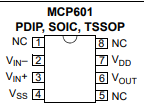 MCP601
PDIP, SOIC, TSSOP
NC 1 8 NC
VIN– 2 7 VDD
VIN+ 3 6 VOUT
VSS 4 5 NC